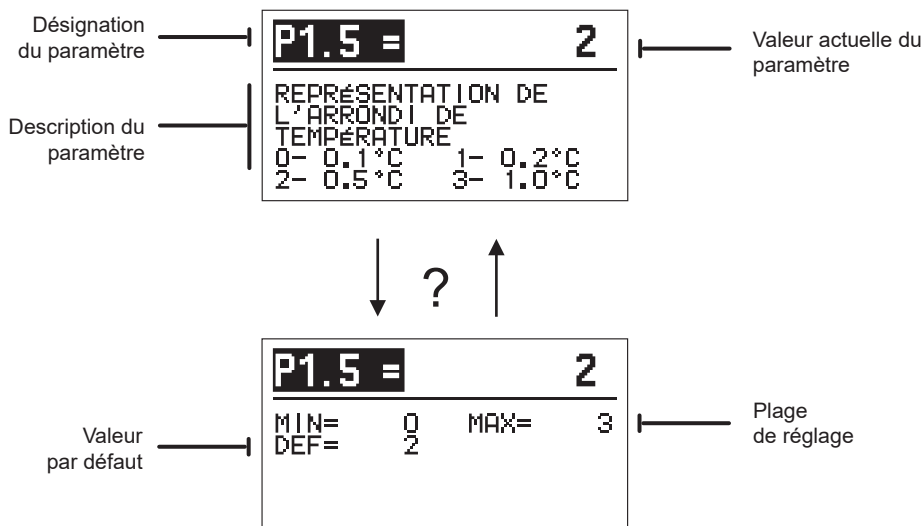 Désignation
du paramètre
P1.5 = 2
Valeur actuelle du
paramètre
Description du
paramètre
REPRéSENTATION DE
L'ARRONDI DE
TEMPéRATURE
0- 0.1°C 1- 0.2°C
2- 0.5°C 3- 1.0°C
?
P1.5 = 2
Valeur
par défaut
MIN= 0 MAX= 3
DEF= 2
Plage
de réglage